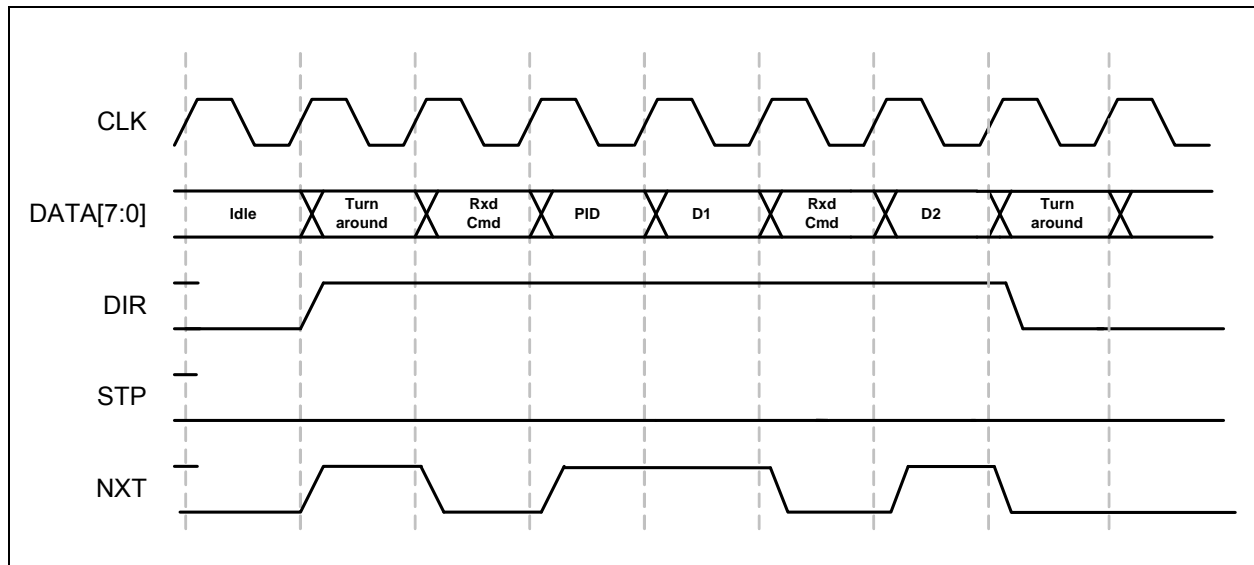 CLK
DATA[7:0]
Idle
Turn
around
Rxd
Cmd
PID
D1
Rxd
Cmd
D2
Turn
around
DIR
STP
NXT